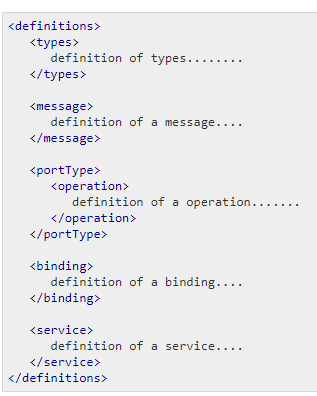 <definitions>
<types>
definition of types........
</types>
<message>
definition of a message....
</message>
<portType>
<operation>
definition of a operation.......
</operation>
</portType>
<binding>
definition of a binding....
</binding>
<service>
definition of a service....
</service>
</definitions>